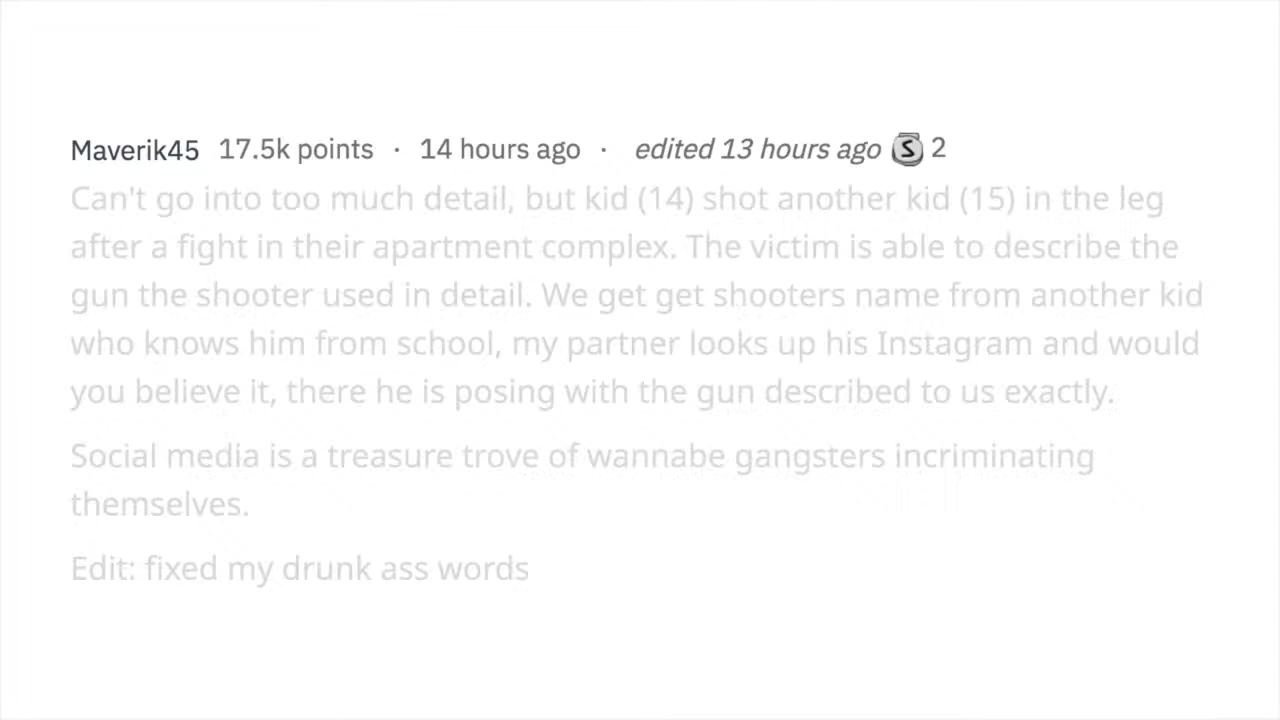 Maverik45 17.5k points · 14 hours ago · edited 13 hours ago S 2
Can't go into too much detail, but kid (14) shot another kid (15) in the leg
after a fight in their apartment complex. The victim is able to describe the
gun the shooter used in detail. We get get shooters name from another kid
who knows him from school, my partner looks up his Instagram and would
you believe it, there he is posing with the gun described to us exactly.
Social media is a treasure trove of wannabe gangsters incriminating
themselves.
Edit: fixed my drunk ass words